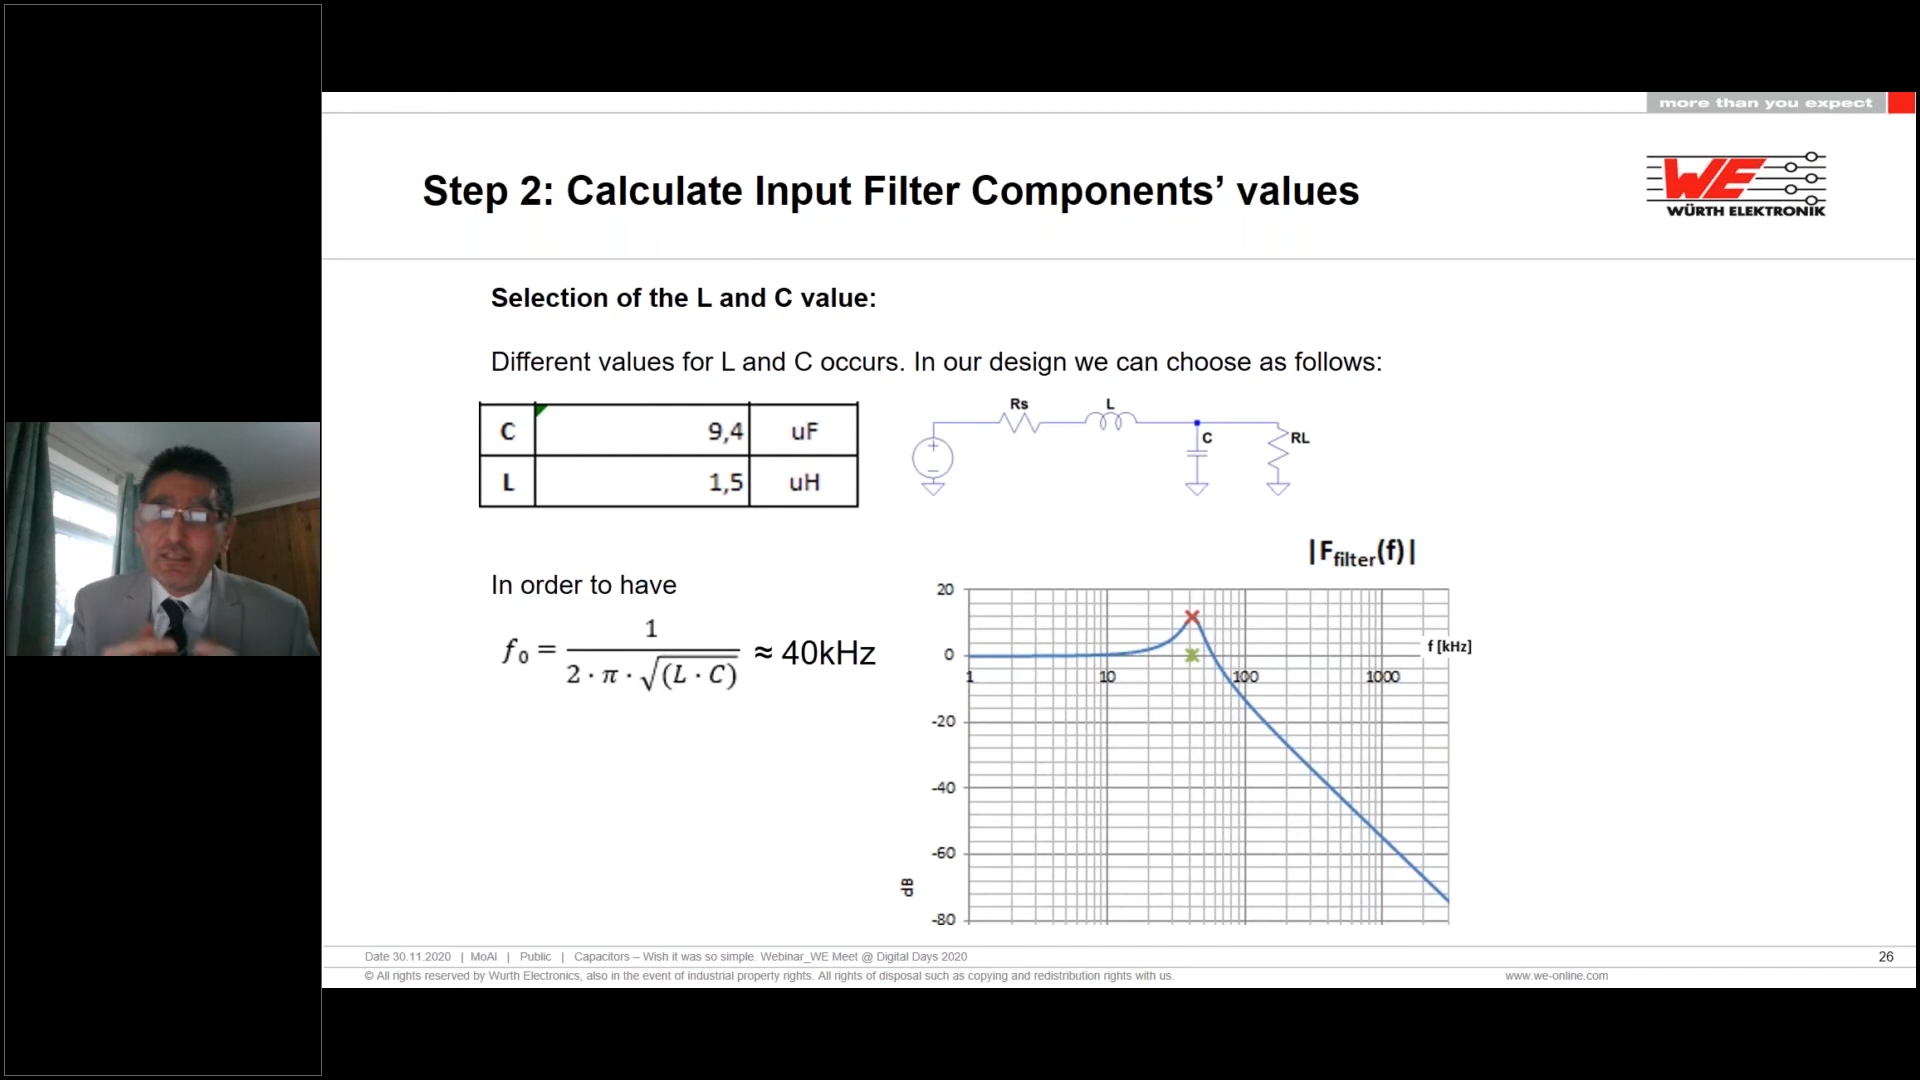 more than you expect
Step 2: Calculate Input Filter Components’ values
WE
WÜRTH ELEKTRONIK
Selection of the L and C value:
Different values for L and C occurs. In our design we can choose as follows:
C 9,4 uF
L 1,5 uH
Rs L
C RL
+
−
|Ffilter(f)|
In order to have
f0 = 1 / 2 · π · √(L · C) ≈ 40kHz
20
0
-20
-40
-60
-80
f [kHz]
1 10 100 1000
dB
Date 30.11.2020 | MoAl | Public | Capacitors – Wish it was so simple. Webinar_WE Meet @ Digital Days 2020
26
© All rights reserved by Wurth Electronics, also in the event of industrial property rights. All rights of disposal such as copying and redistribution rights with us.
www.we-online.com